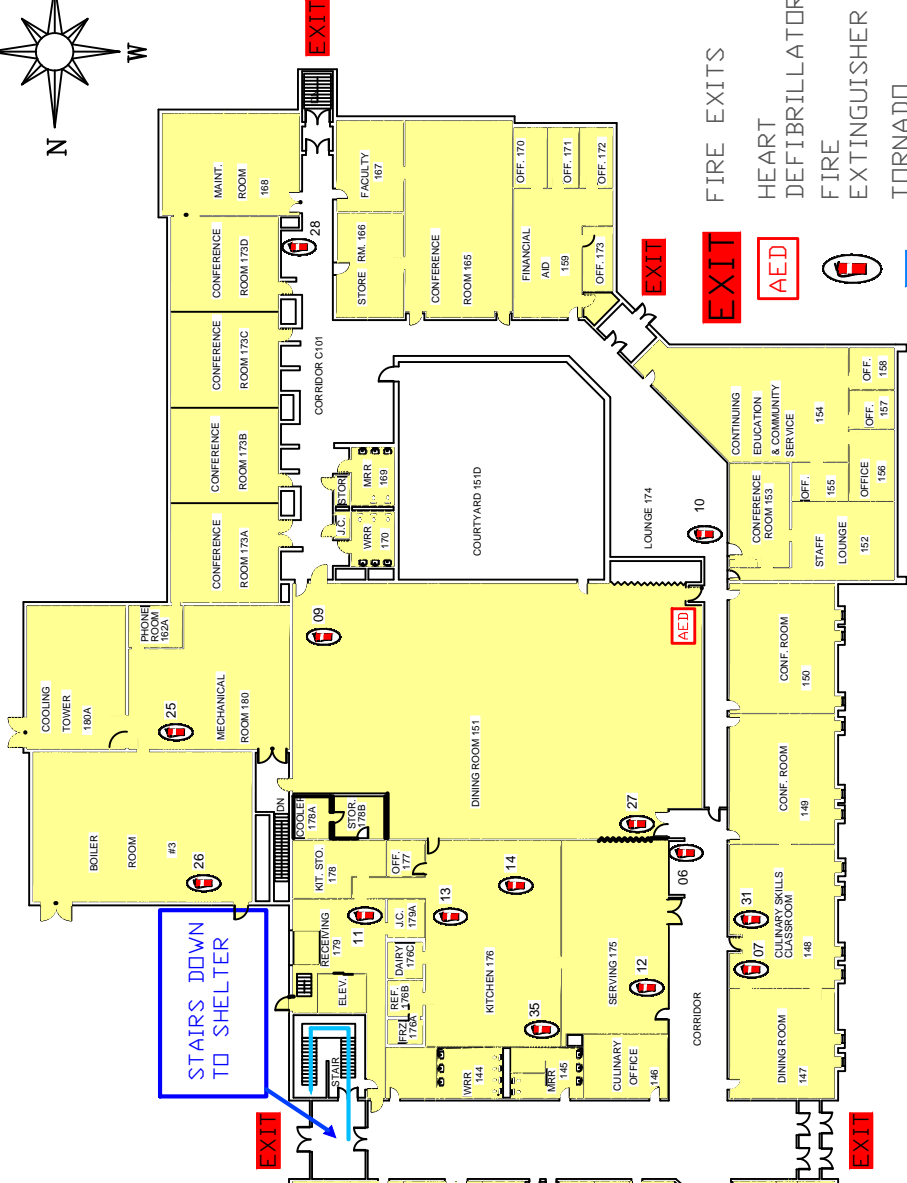 N
W
EXIT
MAINT.
ROOM
168
CONFERENCE
ROOM 173D
CONFERENCE
ROOM 173C
CONFERENCE
ROOM 173B
CONFERENCE
ROOM 173A
28
FACULTY
167
STORE RM. 166
CONFERENCE
ROOM 165
OFF. 170
OFF. 171
OFF. 172
FINANCIAL
AID
159
OFF. 173
EXIT
CORRIDOR C101
STOR
MRR
169
J.C.
WRR
170
COURTYARD 151D
LOUNGE 174
10
CONTINUING
EDUCATION
& COMMUNITY
SERVICE
154
OFF.
158
OFF.
157
OFFICE
156
OFF.
155
CONFERENCE
ROOM 153
STAFF
LOUNGE
152
FIRE EXITS
HEART
DEFIBRILLATOR
FIRE
EXTINGUISHER
TORNADO
EXIT
AED
COOLING
TOWER
180A
PHONE
ROOM
162A
MECHANICAL
ROOM 180
25
BOILER
ROOM
#3
26
09
AED
DINING ROOM 151
27
06
CONF. ROOM
150
CONF. ROOM
149
DN
COOLER
178A
STOR.
178B
KIT. STO.
178
OFF.
177
RECEIVING
179
11
J.C.
179A
13
14
DAIRY
176C
REF.
176B
FRZ.
176A
ELEV.
STAIR
KITCHEN 176
35
SERVING 175
12
WRR
144
MRR
145
CULINARY
OFFICE
146
CORRIDOR
31
07
CULINARY SKILLS
CLASSROOM
148
DINING ROOM
147
STAIRS DOWN
TO SHELTER
EXIT
EXIT